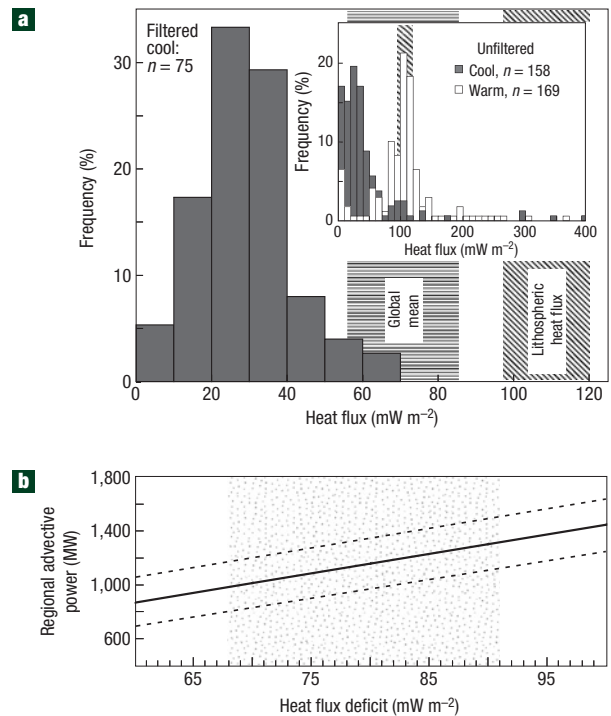 a
Filtered
cool:
n = 75
30
20
10
0
Frequency (%)
0
20
40
60
80
100
120
Heat flux (mW m–2)
Unfiltered
Cool, n = 158
Warm, n = 169
20
10
0
Frequency (%)
0
100
200
300
400
Heat flux (mW m–2)
Global
mean
Lithospheric
heat flux
b
1,800
1,400
1,000
600
Regional advective
power (MW)
65
75
85
95
Heat flux deficit (mW m–2)